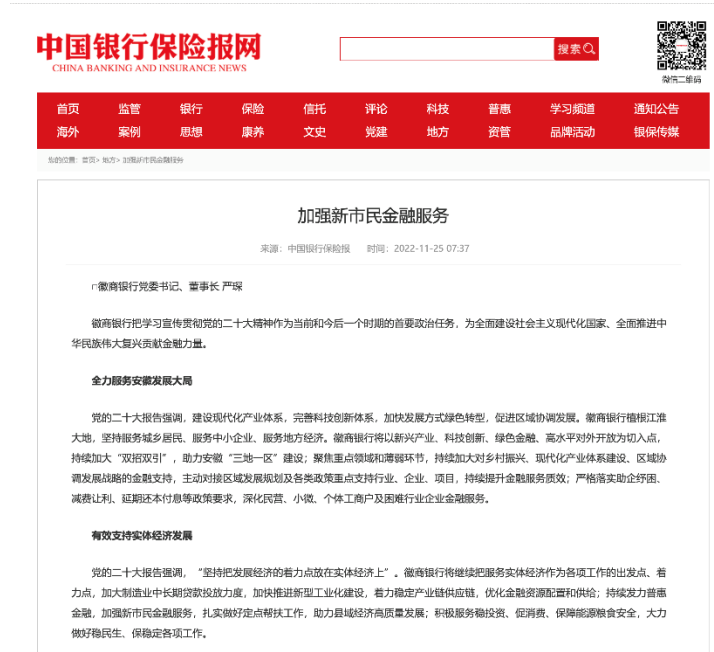 中国银行保险报网
CHINA BANKING AND INSURANCE NEWS
搜索
微信二维码
首页 监管 银行 保险 信托 评论 科技 普惠 学习频道 通知公告
海外 案例 思想 康养 文史 党建 地方 资管 品牌活动 银保传媒
您的位置：首页> 地方> 加强新市民金融服务
加强新市民金融服务
来源：中国银行保险报 时间：2022-11-25 07:37
□徽商银行党委书记、董事长 严琛
徽商银行把学习宣传贯彻党的二十大精神作为当前和今后一个时期的首要政治任务，为全面建设社会主义现代化国家、全面推进中
华民族伟大复兴贡献金融力量。
全力服务安徽发展大局
党的二十大报告强调，建设现代化产业体系，完善科技创新体系，加快发展方式绿色转型，促进区域协调发展。徽商银行植根江淮
大地，坚持服务城乡居民、服务中小企业、服务地方经济。徽商银行将以新兴产业、科技创新、绿色金融、高水平对外开放为切入点，
持续加大“双招双引”，助力安徽“三地一区”建设；聚焦重点领域和薄弱环节，持续加大对乡村振兴、现代化产业体系建设、区域协
调发展战略的金融支持，主动对接区域发展规划及各类政策重点支持行业、企业、项目，持续提升金融服务质效；严格落实助企纾困、
减费让利、延期还本付息等政策要求，深化民营、小微、个体工商户及困难行业企业金融服务。
有效支持实体经济发展
党的二十大报告强调，“坚持把发展经济的着力点放在实体经济上”。徽商银行将继续把服务实体经济作为各项工作的出发点、着
力点，加大制造业中长期贷款投放力度，加快推进新型工业化建设，着力稳定产业链供应链，优化金融资源配置和供给；持续发力普惠
金融，加强新市民金融服务，扎实做好定点帮扶工作，助力县域经济高质量发展；积极服务稳投资、促消费、保障能源粮食安全，大力
做好稳民生、保稳定各项工作。